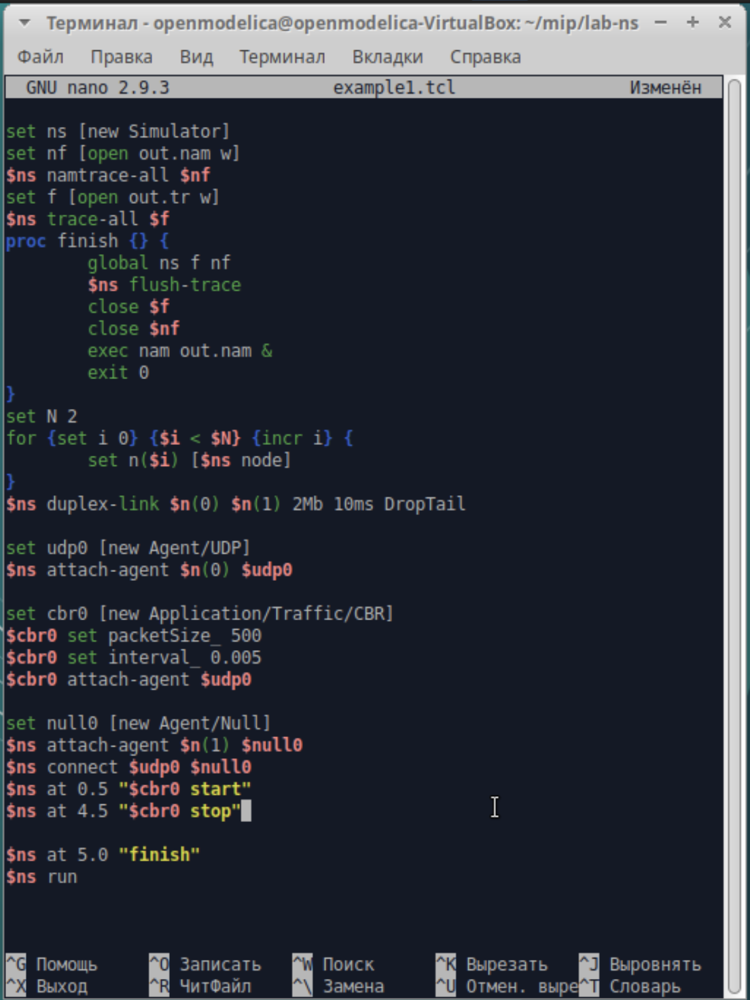 Терминал - openmodelica@openmodelica-VirtualBox: ~/mip/lab-ns
Файл Правка Вид Терминал Вкладки Справка
GNU nano 2.9.3 example1.tcl Изменён
set ns [new Simulator]
set nf [open out.nam w]
$ns namtrace-all $nf
set f [open out.tr w]
$ns trace-all $f
proc finish {} {
        global ns f nf
        $ns flush-trace
        close $f
        close $nf
        exec nam out.nam &
        exit 0
}
set N 2
for {set i 0} {$i < $N} {incr i} {
        set n($i) [$ns node]
}
$ns duplex-link $n(0) $n(1) 2Mb 10ms DropTail
set udp0 [new Agent/UDP]
$ns attach-agent $n(0) $udp0
set cbr0 [new Application/Traffic/CBR]
$cbr0 set packetSize_ 500
$cbr0 set interval_ 0.005
$cbr0 attach-agent $udp0
set null0 [new Agent/Null]
$ns attach-agent $n(1) $null0
$ns connect $udp0 $null0
$ns at 0.5 "$cbr0 start"
$ns at 4.5 "$cbr0 stop"
$ns at 5.0 "finish"
$ns run
^G Помощь ^O Записать ^W Поиск ^K Вырезать ^J Выровнять
^X Выход ^R ЧитФайл ^\ Замена ^U Отмен. выре^T Словарь